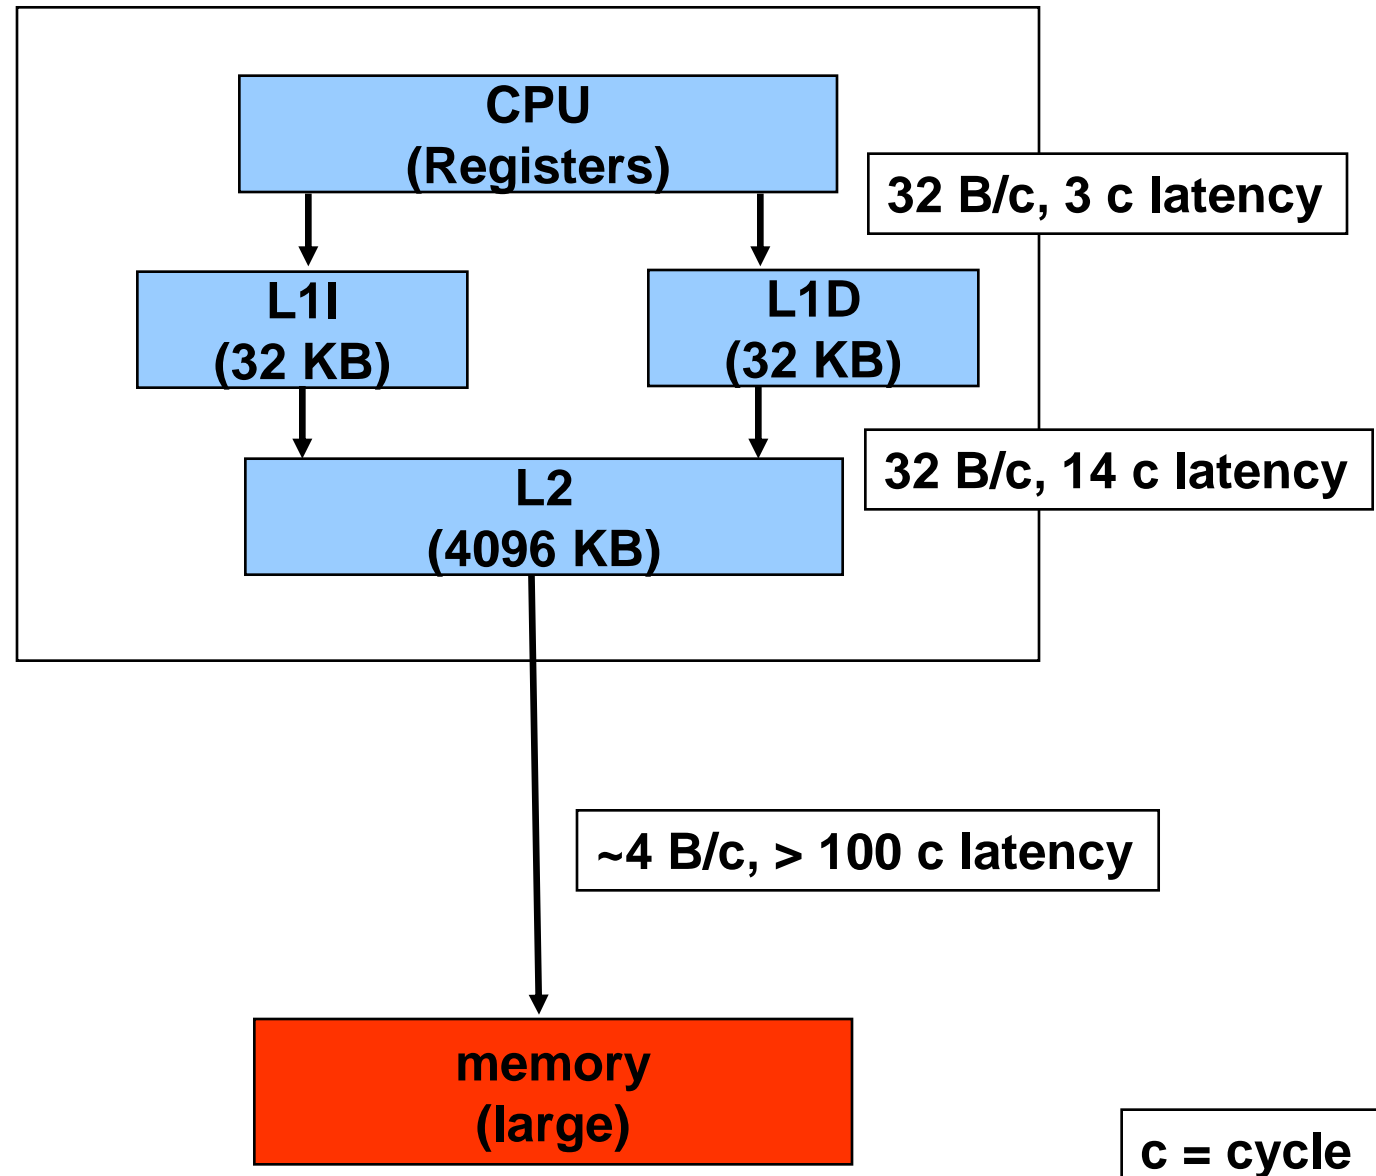 CPU
(Registers)
32 B/c, 3 c latency
L1I
(32 KB)
L1D
(32 KB)
32 B/c, 14 c latency
L2
(4096 KB)
~4 B/c, > 100 c latency
memory
(large)
c = cycle